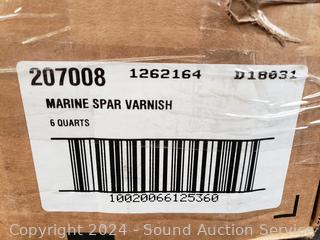 207008 1262164 D18031
MARINE SPAR VARNISH
6 QUARTS
10020066125360
Copyright © 2024 - Sound Auction Service